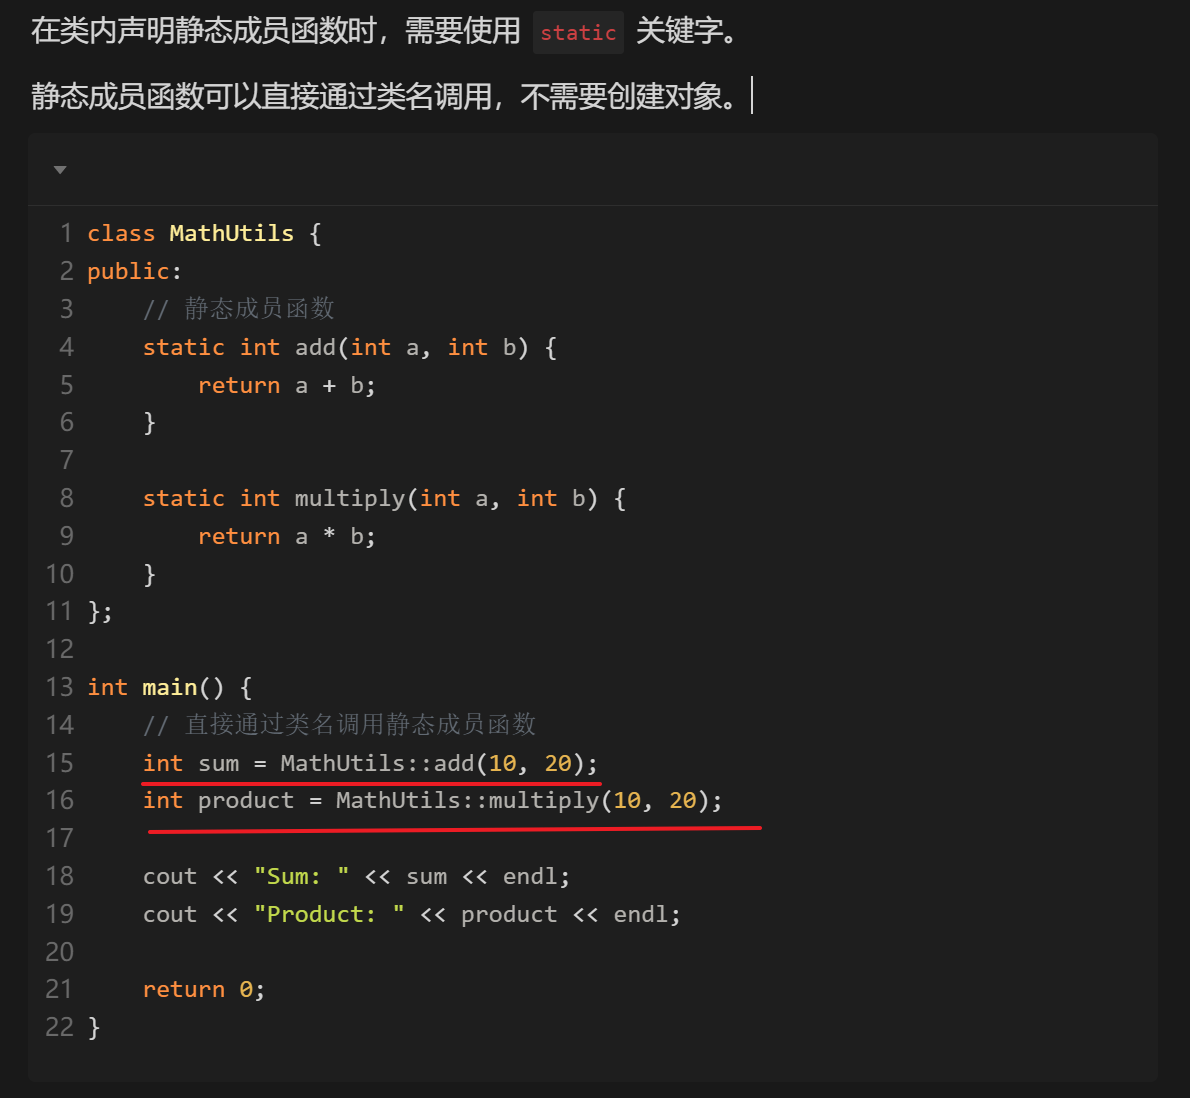 在类内声明静态成员函数时，需要使用 static 关键字。
静态成员函数可以直接通过类名调用，不需要创建对象。
1 class MathUtils {
2 public:
3     // 静态成员函数
4     static int add(int a, int b) {
5         return a + b;
6     }
7
8     static int multiply(int a, int b) {
9         return a * b;
10     }
11 };
12
13 int main() {
14     // 直接通过类名调用静态成员函数
15     int sum = MathUtils::add(10, 20);
16     int product = MathUtils::multiply(10, 20);
17
18     cout << "Sum: " << sum << endl;
19     cout << "Product: " << product << endl;
20
21     return 0;
22 }